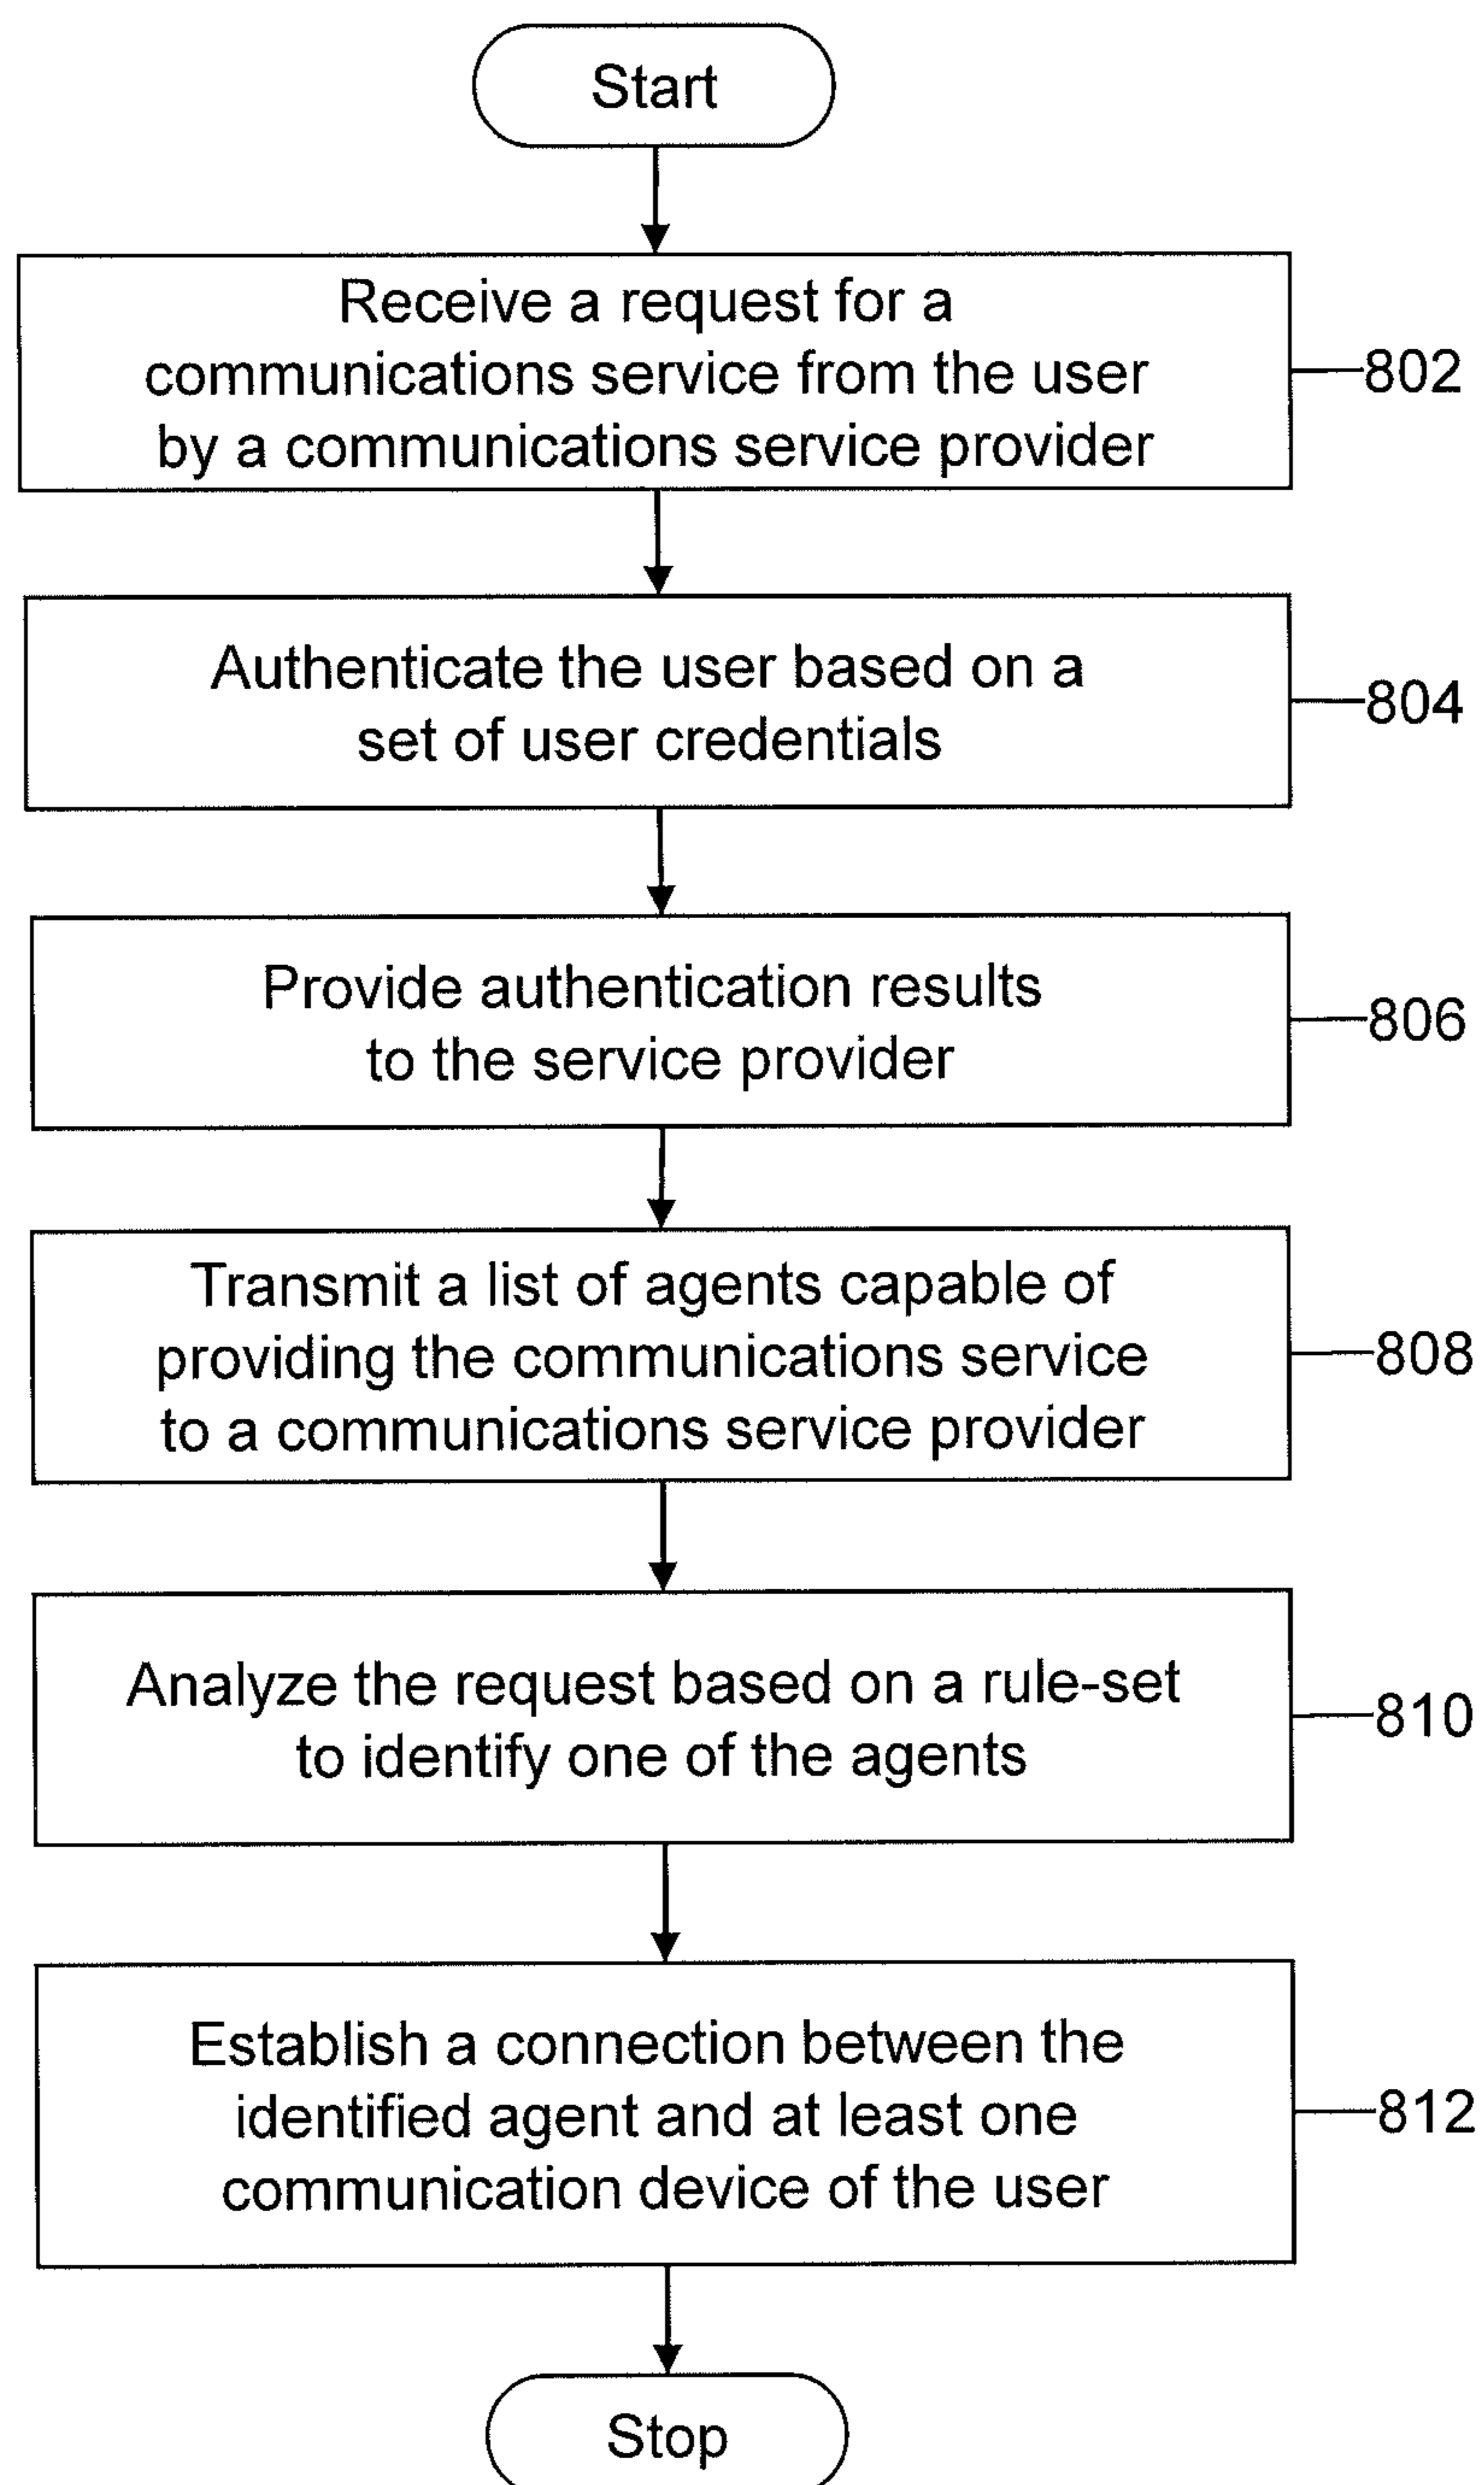 Start
Receive a request for a
communications service from the user
by a communications service provider
802
Authenticate the user based on a
set of user credentials
804
Provide authentication results
to the service provider
806
Transmit a list of agents capable of
providing the communications service
to a communications service provider
808
Analyze the request based on a rule-set
to identify one of the agents
810
Establish a connection between the
identified agent and at least one
communication device of the user
812
Stop